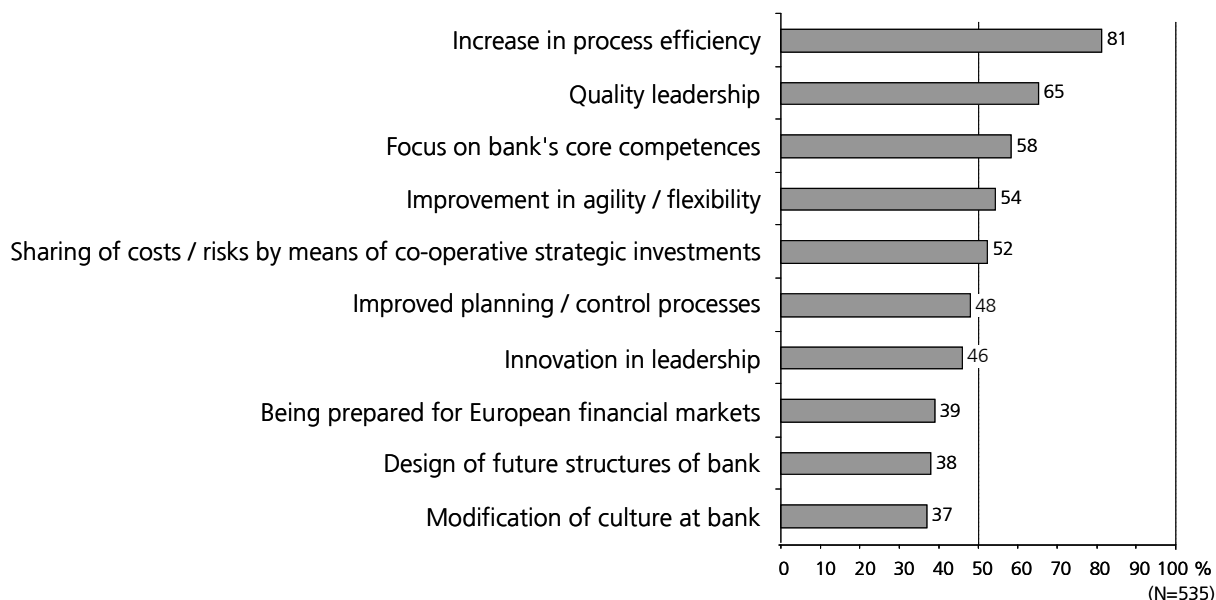 Increase in process efficiency 81
Quality leadership 65
Focus on bank's core competences 58
Improvement in agility / flexibility 54
Sharing of costs / risks by means of co-operative strategic investments 52
Improved planning / control processes 48
Innovation in leadership 46
Being prepared for European financial markets 39
Design of future structures of bank 38
Modification of culture at bank 37
0 10 20 30 40 50 60 70 80 90 100 %
(N=535)